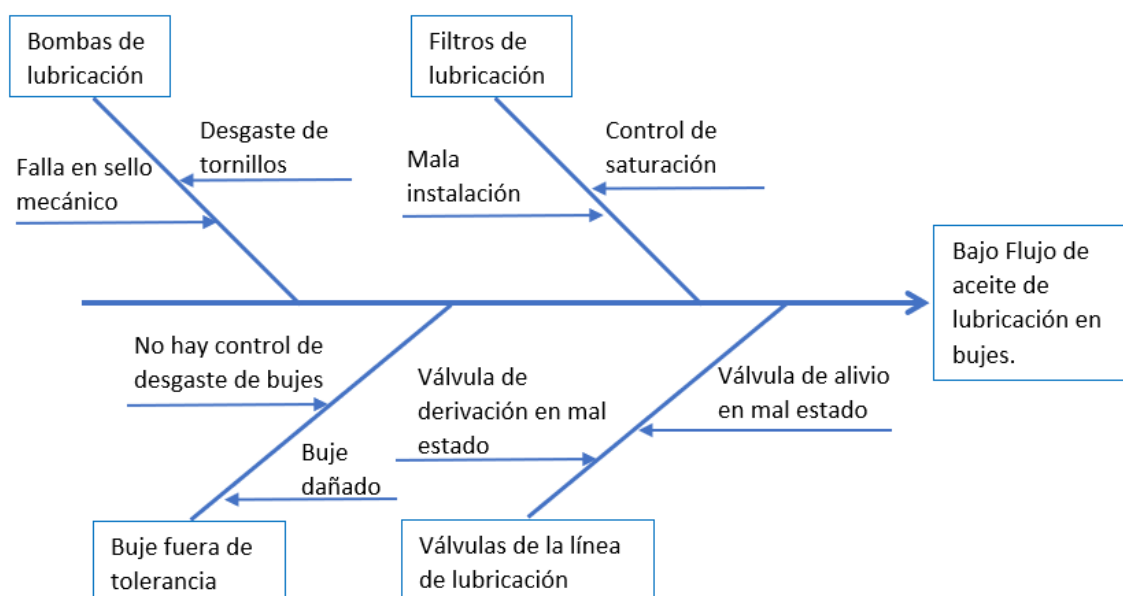 Bombas de
lubricación
Filtros de
lubricación
Desgaste de
tornillos
Falla en sello
mecánico
Control de
saturación
Mala
instalación
Bajo Flujo de
aceite de
lubricación en
bujes.
No hay control de
desgaste de bujes
Válvula de
derivación en mal
estado
Válvula de alivio
en mal estado
Buje
dañado
Buje fuera de
tolerancia
Válvulas de la línea
de lubricación